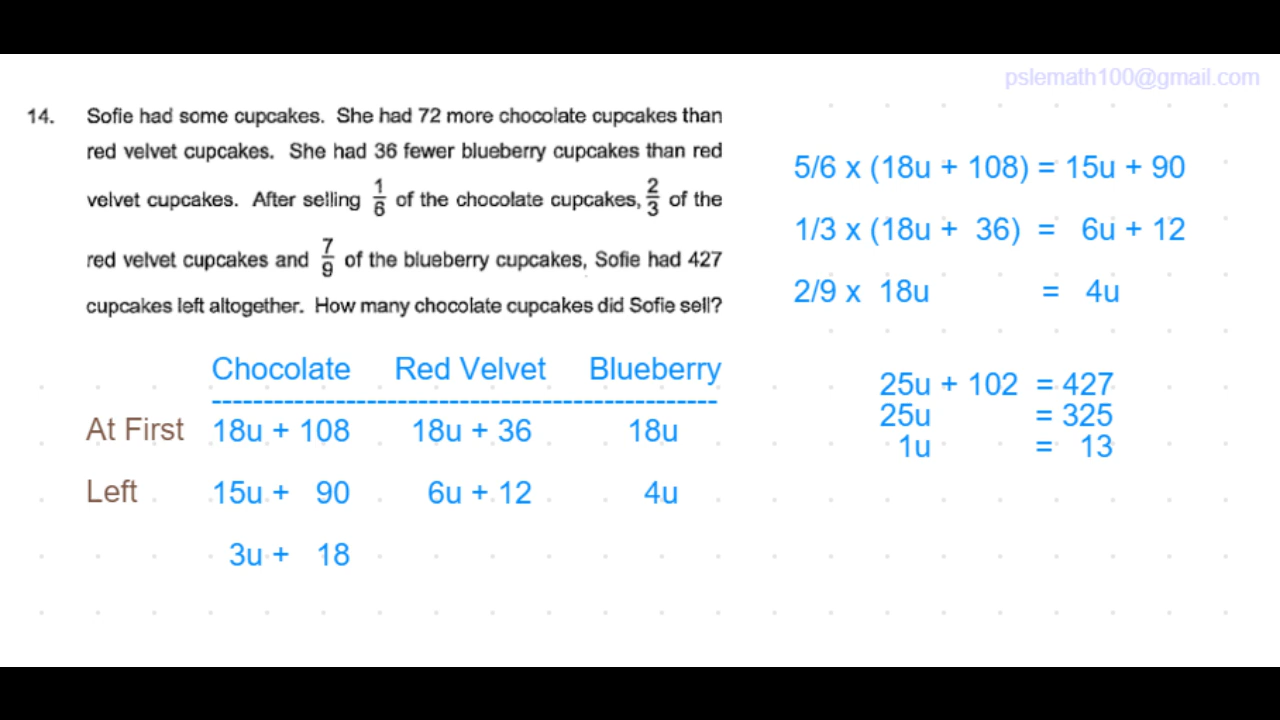 pslemath100@gmail.com
14. Sofie had some cupcakes. She had 72 more chocolate cupcakes than
red velvet cupcakes. She had 36 fewer blueberry cupcakes than red
velvet cupcakes. After selling 1/6 of the chocolate cupcakes, 2/3 of the
red velvet cupcakes and 7/9 of the blueberry cupcakes, Sofie had 427
cupcakes left altogether. How many chocolate cupcakes did Sofie sell?
Chocolate Red Velvet Blueberry
-------------------------------------------------
At First 18u + 108 18u + 36 18u
Left 15u + 90 6u + 12 4u
3u + 18
5/6 x (18u + 108) = 15u + 90
1/3 x (18u + 36) = 6u + 12
2/9 x 18u = 4u
25u + 102 = 427
25u = 325
1u = 13